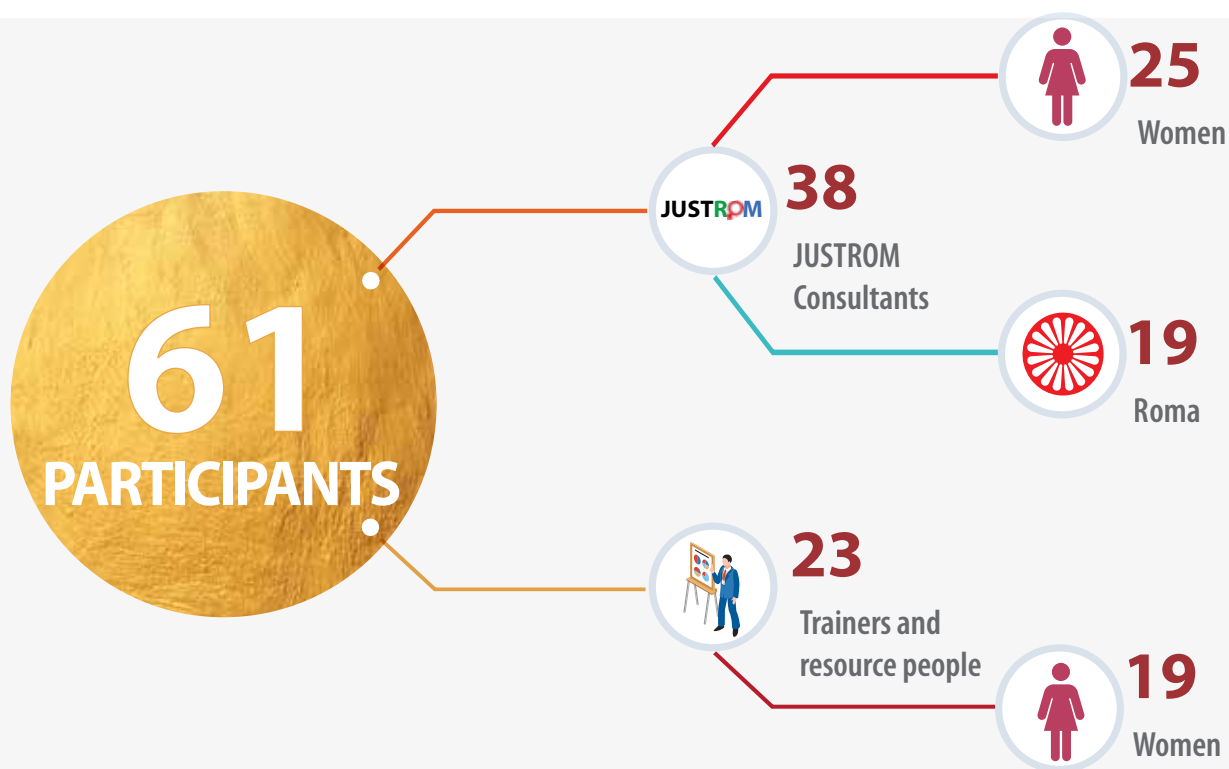 61
PARTICIPANTS
JUSTROM
38
JUSTROM
Consultants
25
Women
19
Roma
23
Trainers and
resource people
19
Women